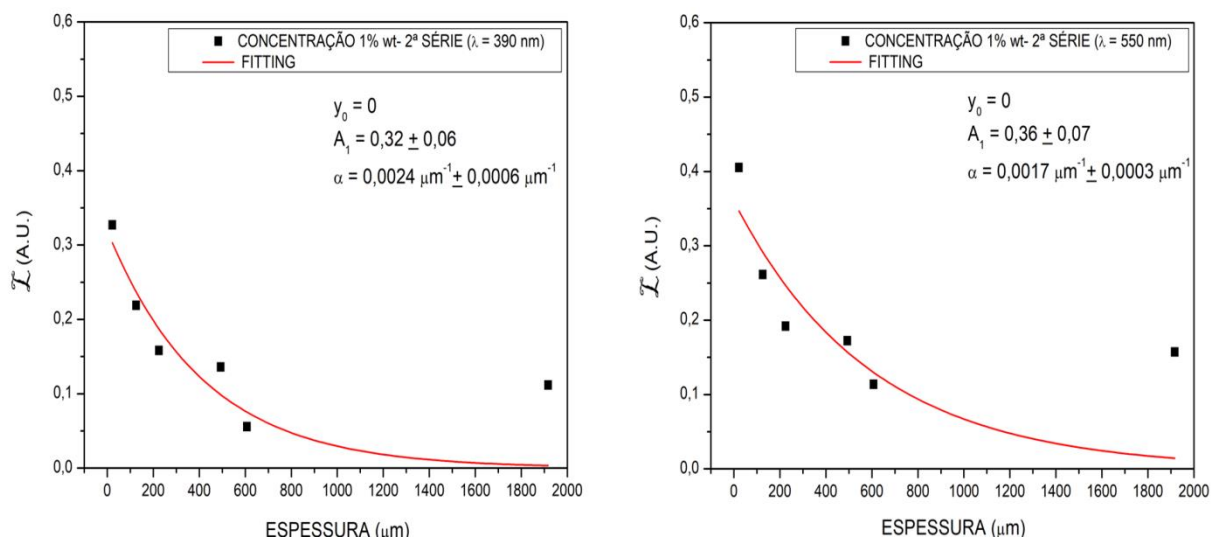 0,6
0,5
0,4
0,3
0,2
0,1
0,0
ℒ (A.U.)
CONCENTRAÇÃO 1% wt- 2ª SÉRIE (λ = 390 nm)
FITTING
y₀ = 0
A₁ = 0,32 ± 0,06
α = 0,0024 μm⁻¹ ± 0,0006 μm⁻¹
0 200 400 600 800 1000 1200 1400 1600 1800 2000
ESPESSURA (μm)
0,6
0,5
0,4
0,3
0,2
0,1
0,0
ℒ (A.U.)
CONCENTRAÇÃO 1% wt- 2ª SÉRIE (λ = 550 nm)
FITTING
y₀ = 0
A₁ = 0,36 ± 0,07
α = 0,0017 μm⁻¹ ± 0,0003 μm⁻¹
0 200 400 600 800 1000 1200 1400 1600 1800 2000
ESPESSURA (μm)